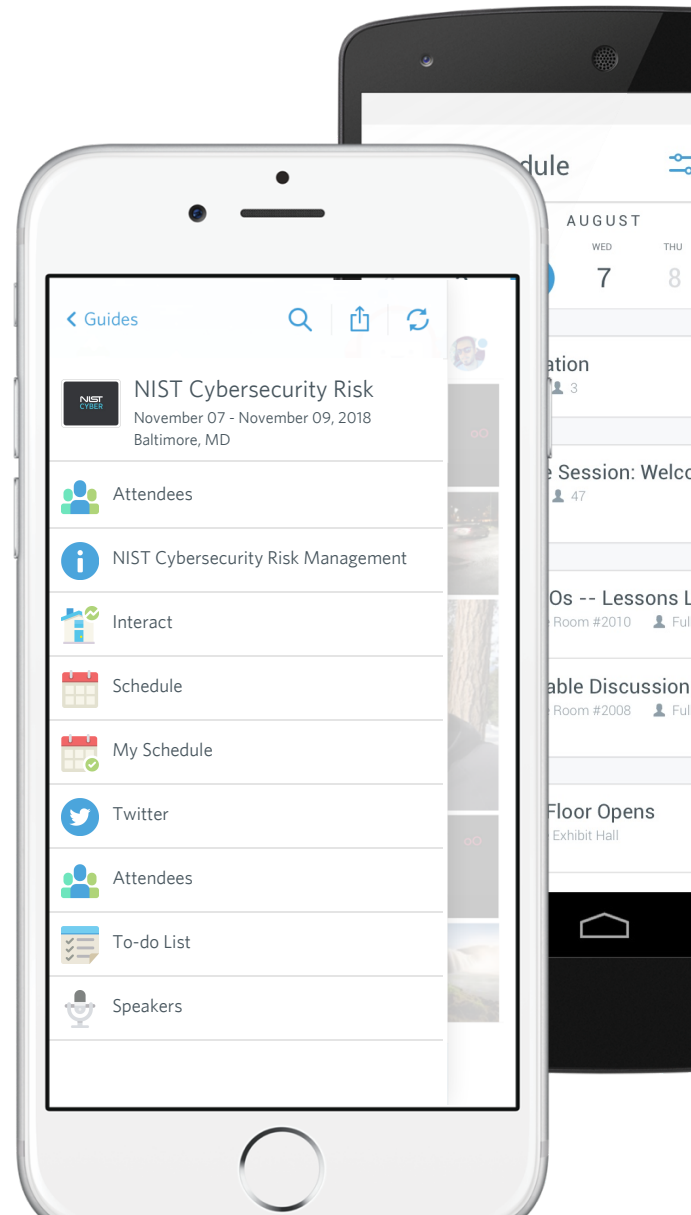 dule
AUGUST
WED
THU
7
8
ation
3
e Session: Welco
47
Os -- Lessons L
Room #2010
Ful
able Discussion
Room #2008
Ful
Floor Opens
Exhibit Hall
Guides
NIST
CYBER
NIST Cybersecurity Risk
November 07 - November 09, 2018
Baltimore, MD
Attendees
NIST Cybersecurity Risk Management
Interact
Schedule
My Schedule
Twitter
Attendees
To-do List
Speakers